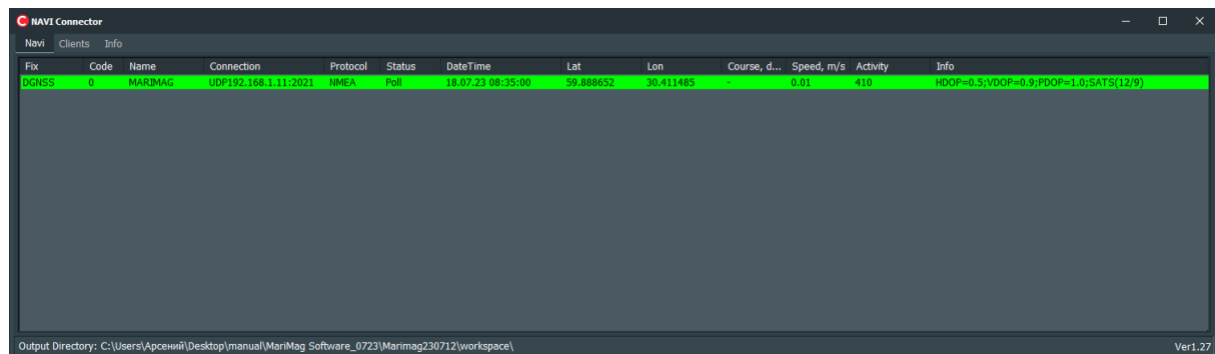 NAVI Connector
Navi Clients Info
Fix Code Name Connection Protocol Status DateTime Lat Lon Course, d... Speed, m/s Activity Info
DGNSS 0 MARIMAG UDP192.168.1.11:2021 NMEA Poll 18.07.23 08:35:00 59.888652 30.411485 - 0.01 410 HDOP=0.5;VDOP=0.9;PDOP=1.0;SATS(12/9)
Output Directory: C:\Users\Арсений\Desktop\manual\MariMag Software_0723\Marimag230712\workspace\ Ver1.27